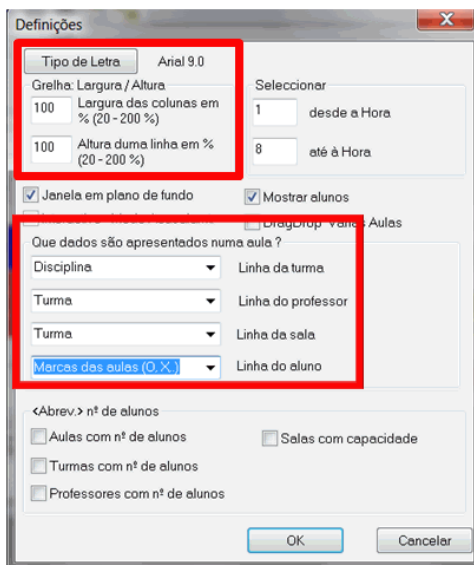 Definições
Tipo de Letra Arial 9.0
Grelha: Largura / Altura
100 Largura das colunas em % (20 - 200 %)
100 Altura duma linha em % (20 - 200 %)
Seleccionar
1 desde a Hora
8 até à Hora
Janela em plano de fundo
Mostrar alunos
DragDrop Várias Aulas
Que dados são apresentados numa aula ?
Disciplina Linha da turma
Turma Linha do professor
Turma Linha da sala
Marcas das aulas (O, X.) Linha do aluno
<Abrev.> nº de alunos
Aulas com nº de alunos
Salas com capacidade
Turmas com nº de alunos
Professores com nº de alunos
OK Cancelar